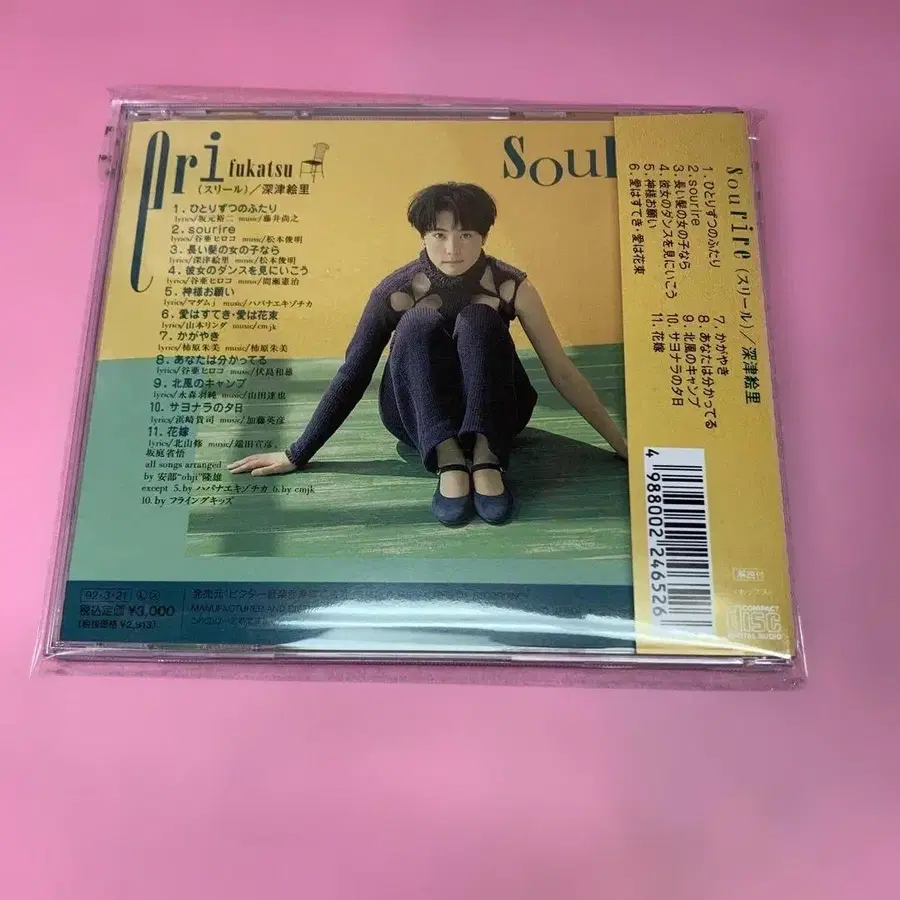 eri fukatsu
(スリール)／深津絵里
1. ひとりずつのふたり
lyrics/坂元裕二 music/藤井尚之
2. sourire
lyrics/谷亜ヒロコ music/松本俊明
3. 長い髪の女の子なら
lyrics/深津絵里 music/松本俊明
4. 彼女のダンスを見にいこう
lyrics/谷亜ヒロコ music/間瀬憲治
5. 神様お願い
lyrics/マダムj music/ハバナエキゾチカ
6. 愛はすてき・愛は花束
lyrics/山本リンダ music/cmjk
7. かがやき
lyrics/柿原朱美 music/柿原朱美
8. あなたは分かってる
lyrics/谷亜ヒロコ music/伏島和雄
9. 北風のキャンプ
lyrics/水森羽純 music/山田達也
10. サヨナラの夕日
lyrics/浜崎貴司 music/加藤英彦
11. 花嫁
lyrics/北山修 music/端田宣彦、
坂庭省悟
all songs arranged
by 安部"ohji"隆雄
except 5.by ハバナエキゾチカ 6.by cmjk
10.by フライングキッズ
Sour
92・3・21
税込定価 ¥3,000
(税抜価格 ¥2,913)
発売元：ビクター音楽産業
MANUFACTURED AND
sourire (スリール)／深津絵里
1. ひとりずつのふたり
2. sourire
3. 長い髪の女の子なら
4. 彼女のダンスを見にいこう
5. 神様お願い
6. 愛はすてき・愛は花束
7. かがやき
8. あなたは分かってる
9. 北風のキャンプ
10. サヨナラの夕日
11. 花嫁
4 988002 246526
COMPACT
disc
DIGITAL AUDIO